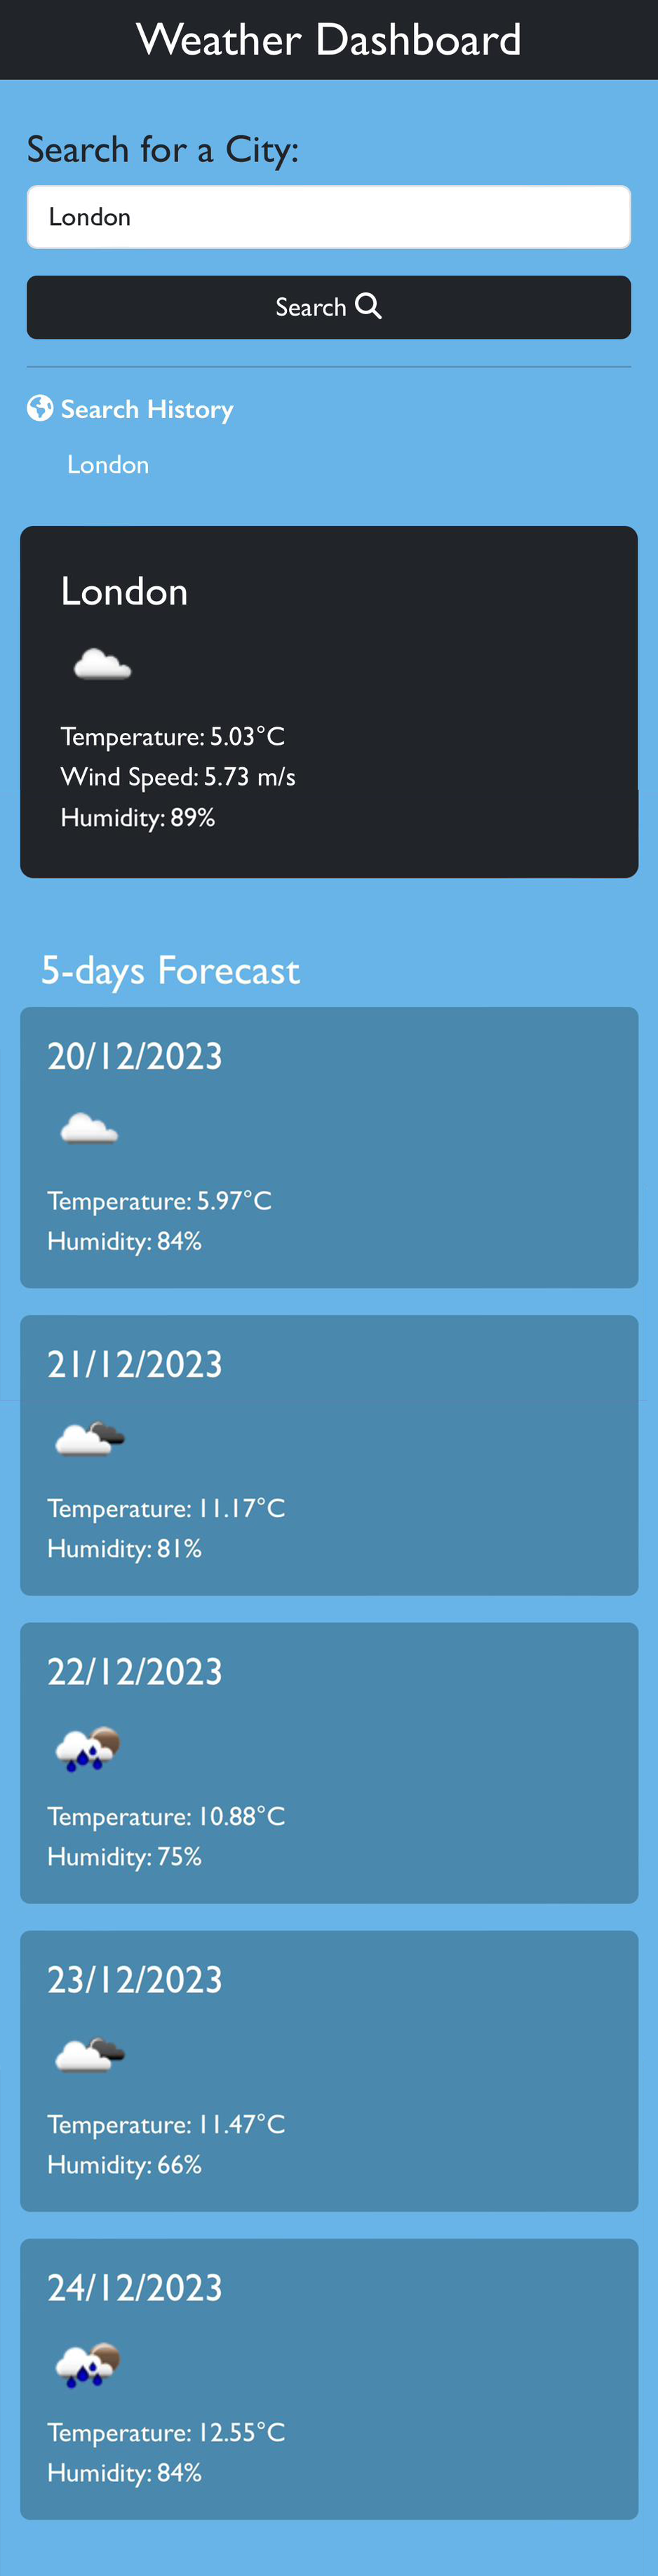 Weather Dashboard
Search for a City:
London
Search
Search History
London
London
Temperature: 5.03°C
Wind Speed: 5.73 m/s
Humidity: 89%
5-days Forecast
20/12/2023
Temperature: 5.97°C
Humidity: 84%
21/12/2023
Temperature: 11.17°C
Humidity: 81%
22/12/2023
Temperature: 10.88°C
Humidity: 75%
23/12/2023
Temperature: 11.47°C
Humidity: 66%
24/12/2023
Temperature: 12.55°C
Humidity: 84%